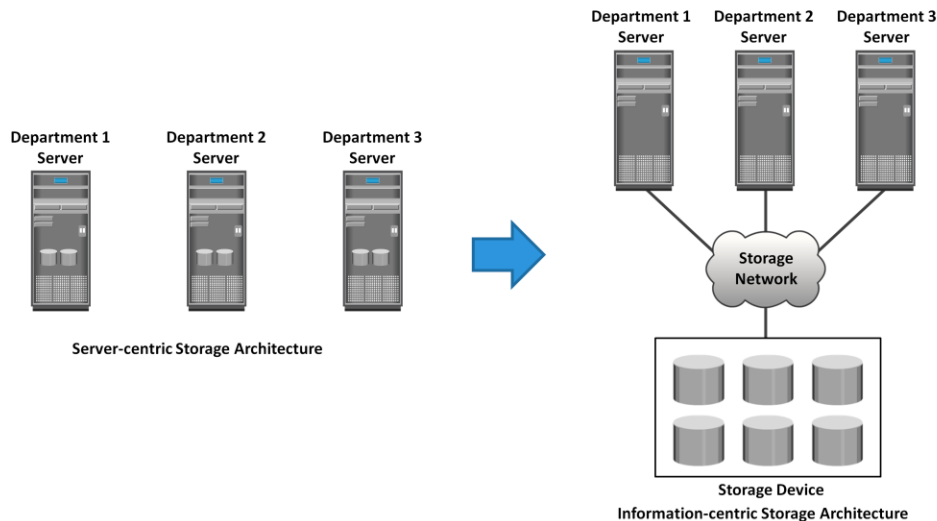 Department 1
Server
Department 2
Server
Department 3
Server
Server-centric Storage Architecture
Department 1
Server
Department 2
Server
Department 3
Server
Storage
Network
Storage Device
Information-centric Storage Architecture